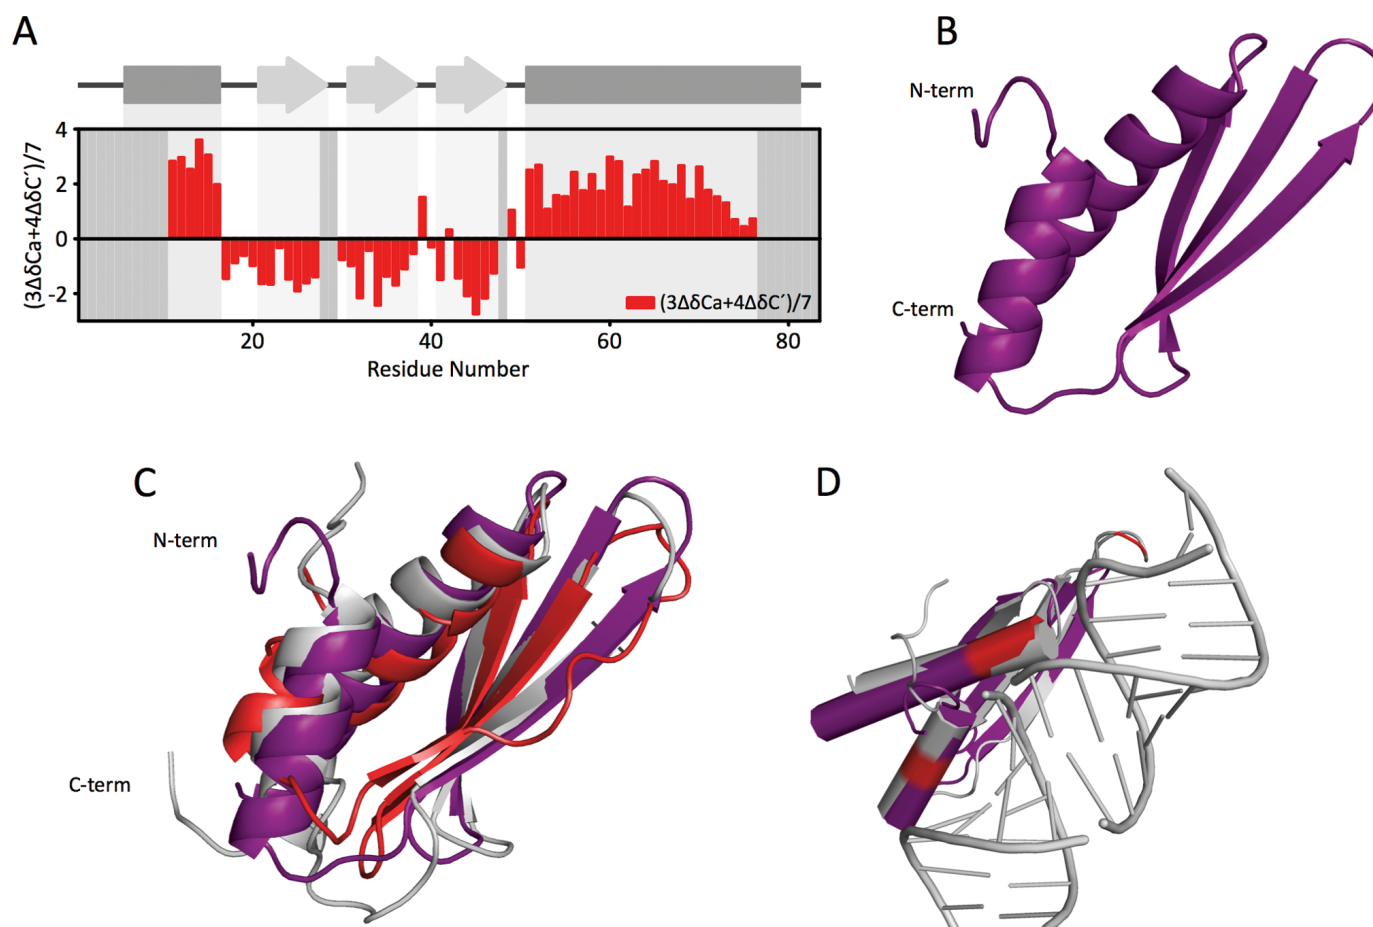 A
B
N-term
C-term
4
2
0
-2
(3ΔδCa+4ΔδC´)/7
(3ΔδCa+4ΔδC´)/7
20
40
60
80
Residue Number
C
D
N-term
C-term